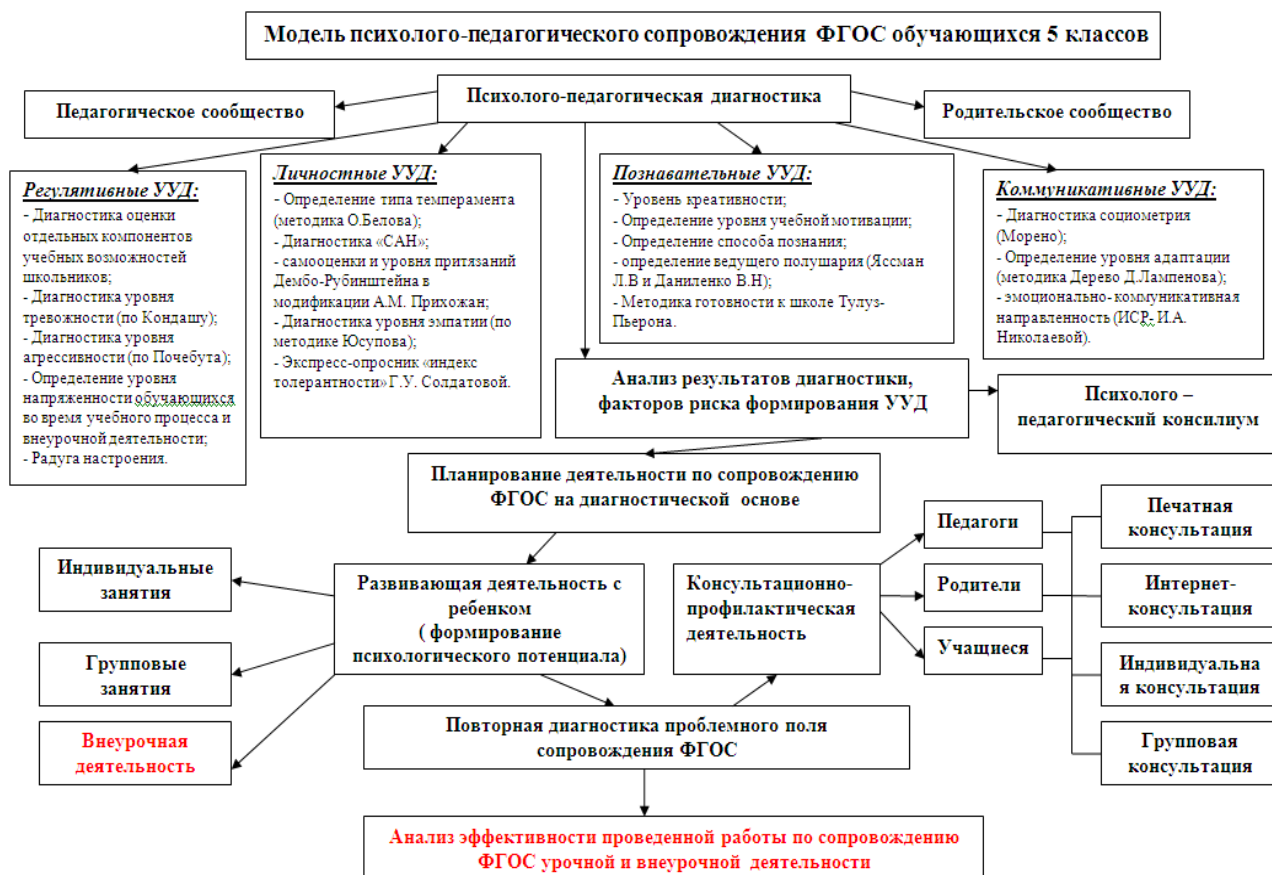 Модель психолого-педагогического сопровождения ФГОС обучающихся 5 классов
Психолого-педагогическая диагностика
Педагогическое сообщество
Родительское сообщество
Регулятивные УУД:
- Диагностика оценки
отдельных компонентов
учебных возможностей
школьников;
- Диагностика уровня
тревожности (по Кондашу);
- Диагностика уровня
агрессивности (по Почебута);
- Определение уровня
напряженности обучающихся
во время учебного процесса и
внеурочной деятельности;
- Радуга настроения.
Личностные УУД:
- Определение типа темперамента
(методика О.Белова);
- Диагностика «САН»;
- самооценки и уровня притязаний
Дембо-Рубинштейна в
модификации А.М. Прихожан;
- Диагностика уровня эмпатии (по
методике Юсупова);
- Экспресс-опросник «индекс
толерантности» Г.У. Солдатовой.
Познавательные УУД:
- Уровень креативности;
- Определение уровня учебной мотивации;
- Определение способа познания;
- определение ведущего полушария (Яссман
Л.В и Даниленко В.Н);
- Методика готовности к школе Тулуз-
Пьерона.
Коммуникативные УУД:
- Диагностика социометрия
(Морено);
- Определение уровня адаптации
(методика Дерево Д.Лампенова);
- эмоционально- коммуникативная
направленность (ИСР- И.А.
Николаевой).
Анализ результатов диагностики,
факторов риска формирования УУД
Психолого –
педагогический консилиум
Планирование деятельности по сопровождению
ФГОС на диагностической основе
Индивидуальные
занятия
Групповые
занятия
Внеурочная
деятельность
Развивающая деятельность с
ребенком
( формирование
психологического потенциала)
Консультационно-
профилактическая
деятельность
Педагоги
Родители
Учащиеся
Печатная
консультация
Интернет-
консультация
Индивидуальна
я консультация
Групповая
консультация
Повторная диагностика проблемного поля
сопровождения ФГОС
Анализ эффективности проведенной работы по сопровождению
ФГОС урочной и внеурочной деятельности